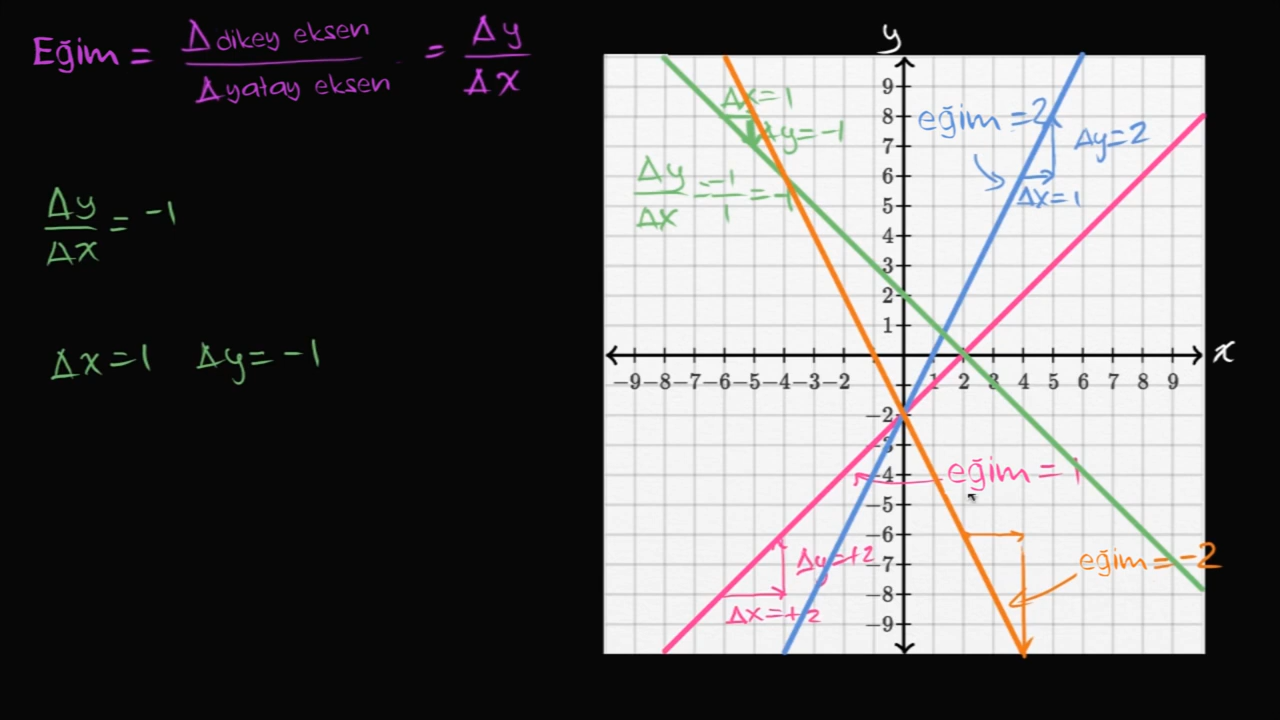 Eğim = Δ dikey eksen / Δ yatay eksen = Δy / Δx
Δy / Δx = -1
Δx = 1 Δy = -1
y
x
Δx = 1
Δy = -1
Δy / Δx = -1 / 1 = -1
eğim = 2
Δy = 2
Δx = 1
9
8
7
6
5
4
3
2
1
−9 −8 −7 −6 −5 −4 −3 −2 1 2 3 4 5 6 7 8 9
−2
−3
−4
−5
−6
−7
−8
−9
eğim = 1
Δy = +2
Δx = +2
eğim = -2